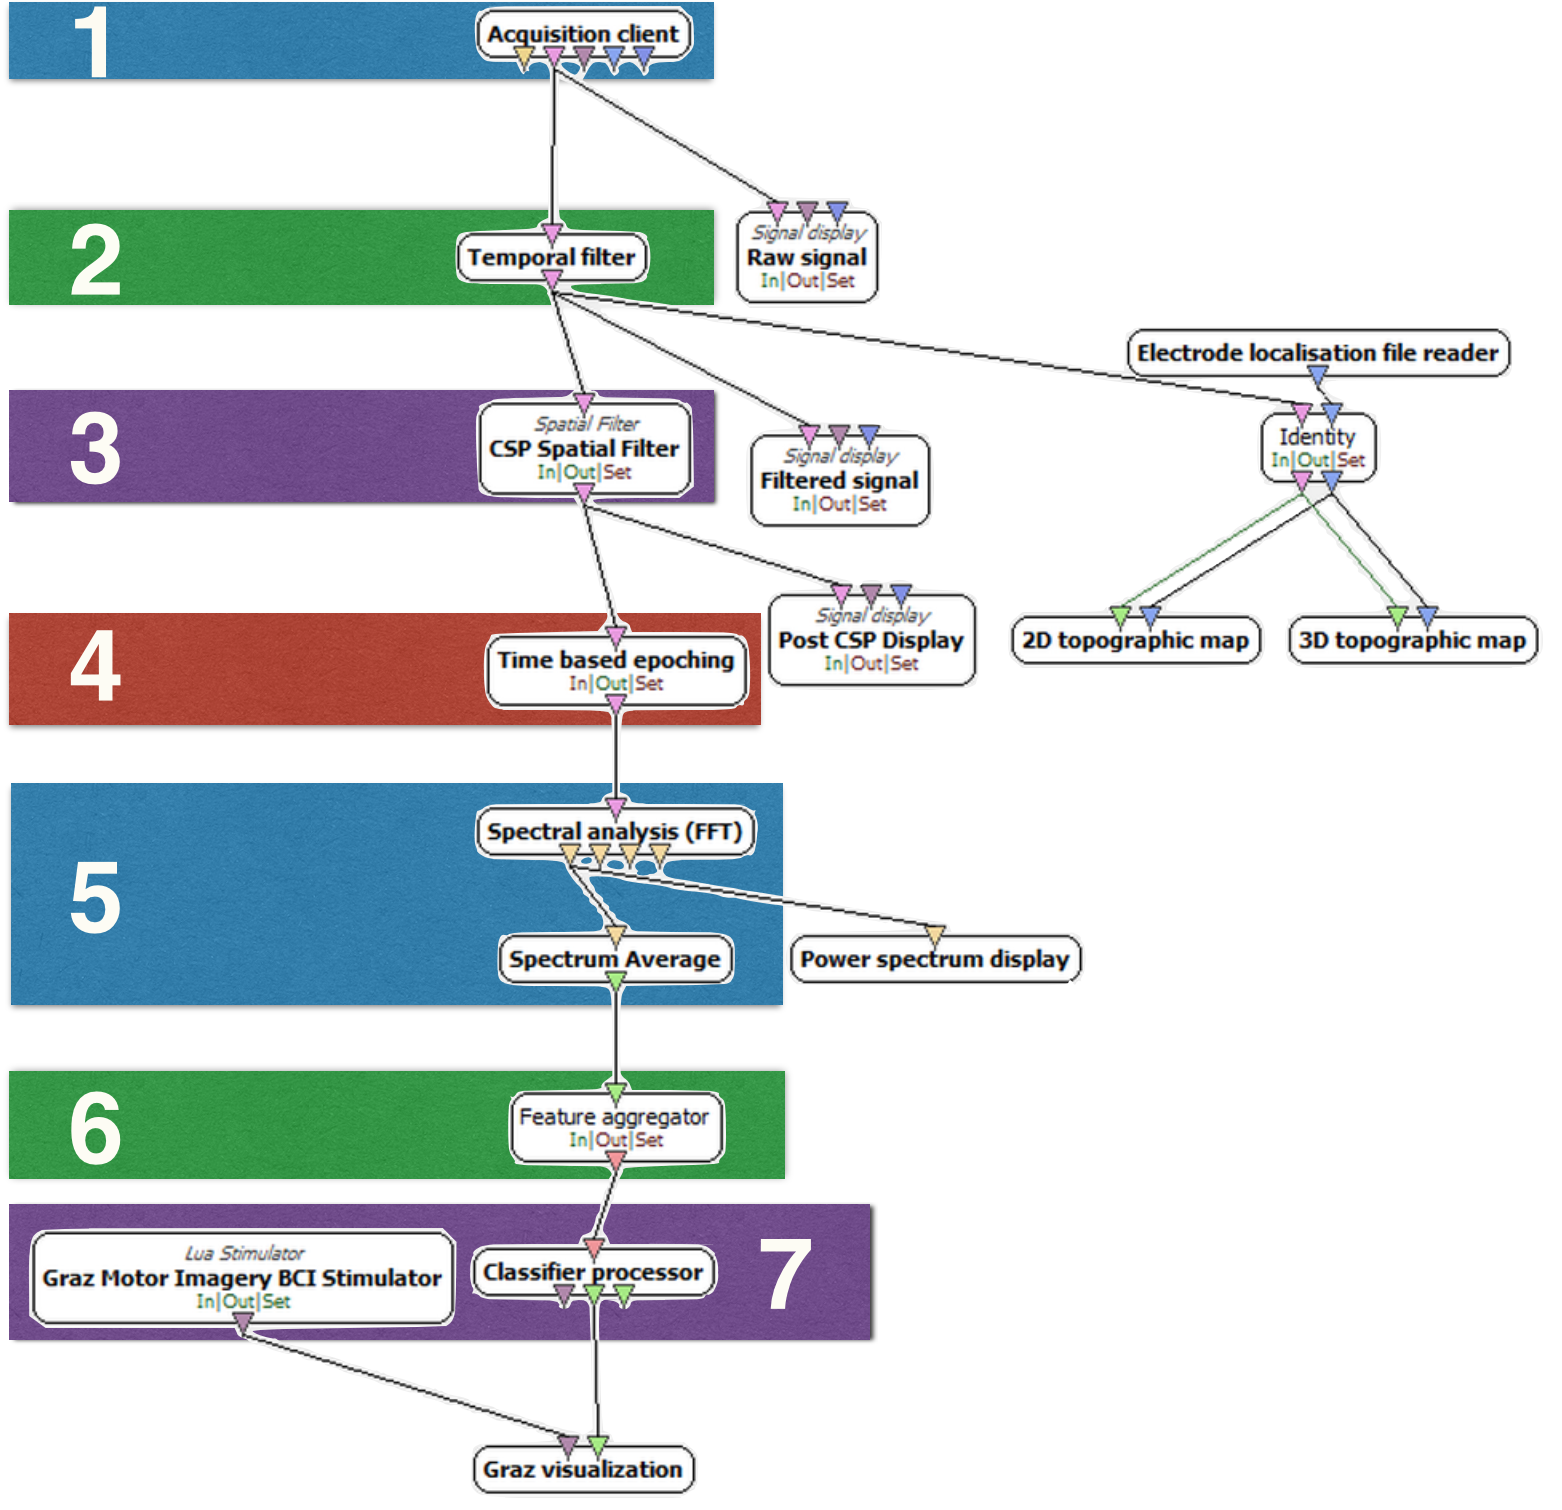 1
Acquisition client
2
Temporal filter
Signal display
Raw signal
In|Out|Set
Electrode localisation file reader
3
Spatial Filter
CSP Spatial Filter
In|Out|Set
Signal display
Filtered signal
In|Out|Set
Identity
In|Out|Set
4
Time based epoching
In|Out|Set
Signal display
Post CSP Display
In|Out|Set
2D topographic map
3D topographic map
5
Spectral analysis (FFT)
Spectrum Average
Power spectrum display
6
Feature aggregator
In|Out|Set
Lua Stimulator
Graz Motor Imagery BCI Stimulator
In|Out|Set
Classifier processor
7
Graz visualization